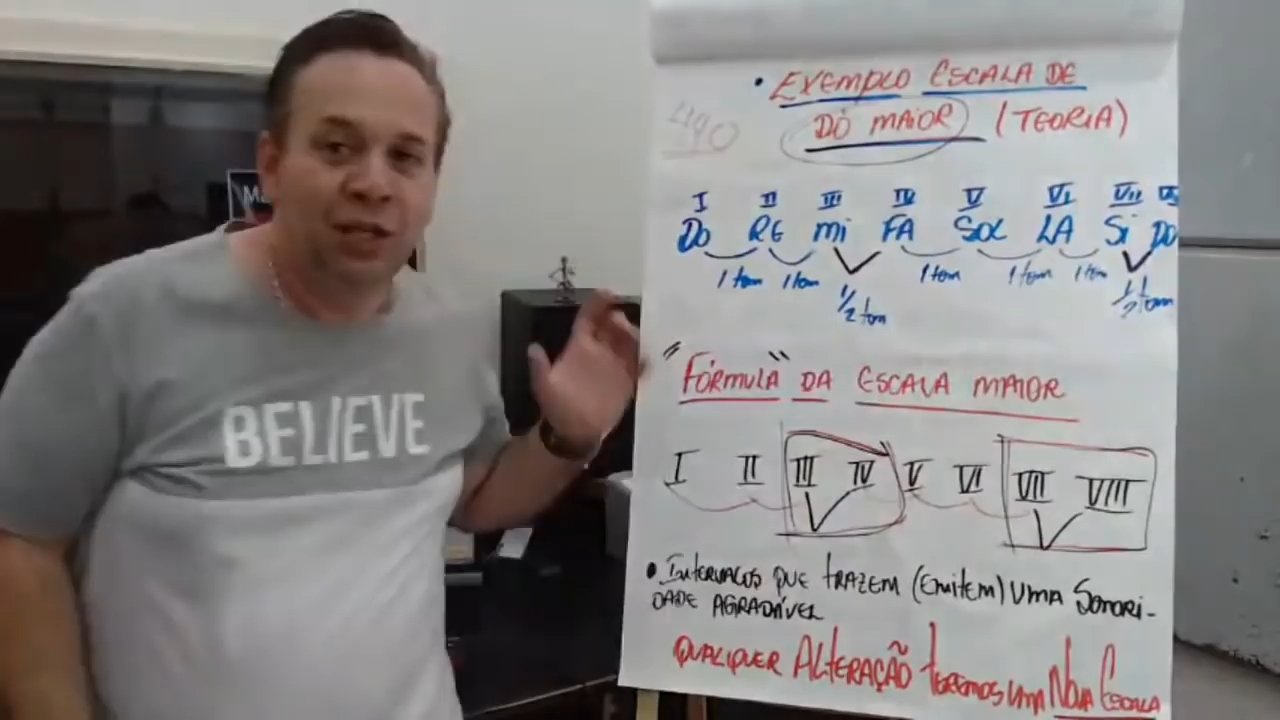 • EXEMPLO ESCALA DE
DÓ MAIOR (TEORIA)
440
I II III IV V VI VII
DO RE Mi FA SOL LA Si DO
1 tom 1 tom 1 tom 1 tom 1 tom
1/2 tom 1/2 tom
"FÓRMULA" DA ESCALA MAIOR
I II III IV V VI VII VIII
• INTERVALOS QUE TRAZEM (Emitem) UMA SONORI-
DADE AGRADÁVEL
QUALQUER ALTERAÇÃO TEREMOS UMA NOVA ESCALA
BELIEVE